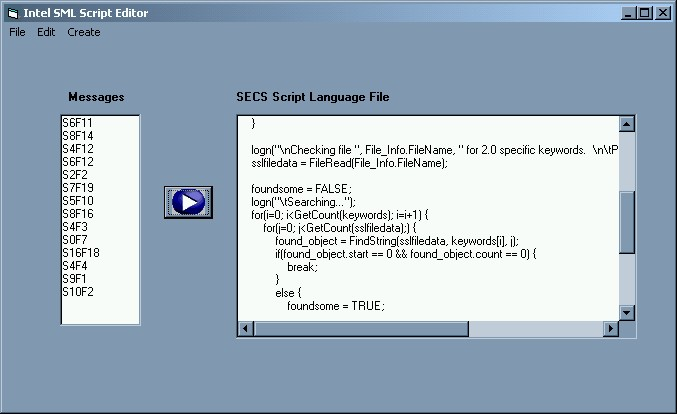 Intel SML Script Editor
File Edit Create
Messages
S6F11
S8F14
S4F12
S6F12
S2F2
S7F19
S5F10
S8F16
S4F3
S0F7
S16F18
S4F4
S9F1
S10F2
SECS Script Language File
}
logn("\nChecking file ", File_Info.FileName, " for 2.0 specific keywords. \n\tP
sslfiledata = FileRead(File_Info.FileName);
foundsome = FALSE;
logn("\tSearching...");
for(i=0; i<GetCount(keywords); i=i+1) {
for(j=0; j<GetCount(sslfiledata);) {
found_object = FindString(sslfiledata, keywords[i], j);
if(found_object.start == 0 && found_object.count == 0) {
break;
}
else {
foundsome = TRUE;